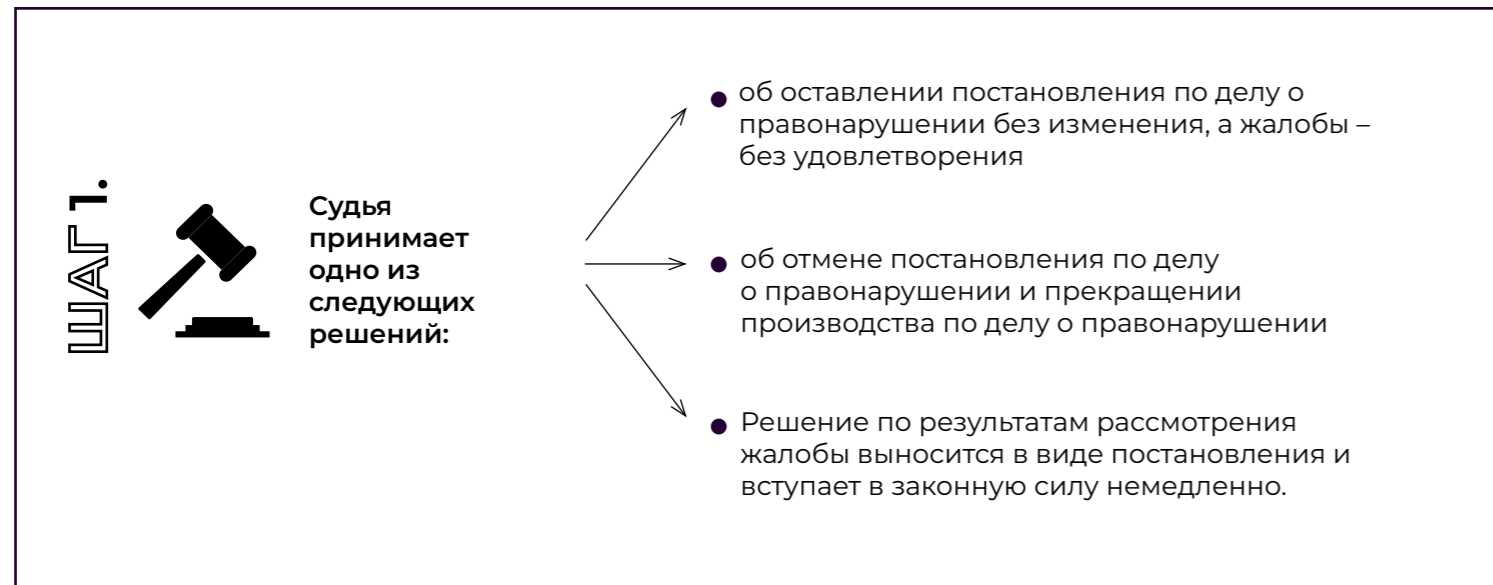 ШАГ 1.
Судья
принимает
одно из
следующих
решений:
об оставлении постановления по делу о
правонарушении без изменения, а жалобы –
без удовлетворения
об отмене постановления по делу
о правонарушении и прекращении
производства по делу о правонарушении
Решение по результатам рассмотрения
жалобы выносится в виде постановления и
вступает в законную силу немедленно.